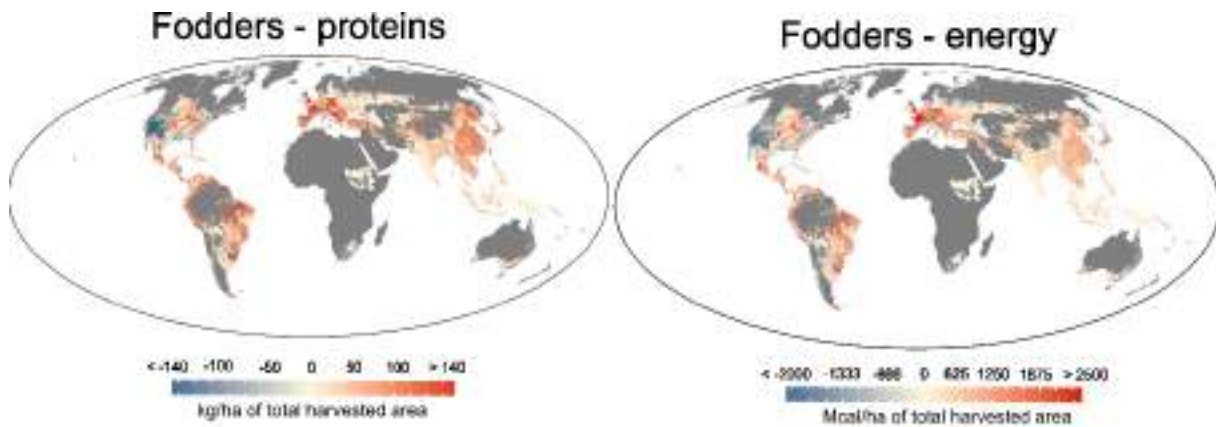 Fodders - proteins
Fodders - energy
< -140 -100 -50 0 50 100 > 140
kg/ha of total harvested area
< -2000 -1333 -666 0 625 1250 1875 > 2500
Mcal/ha of total harvested area